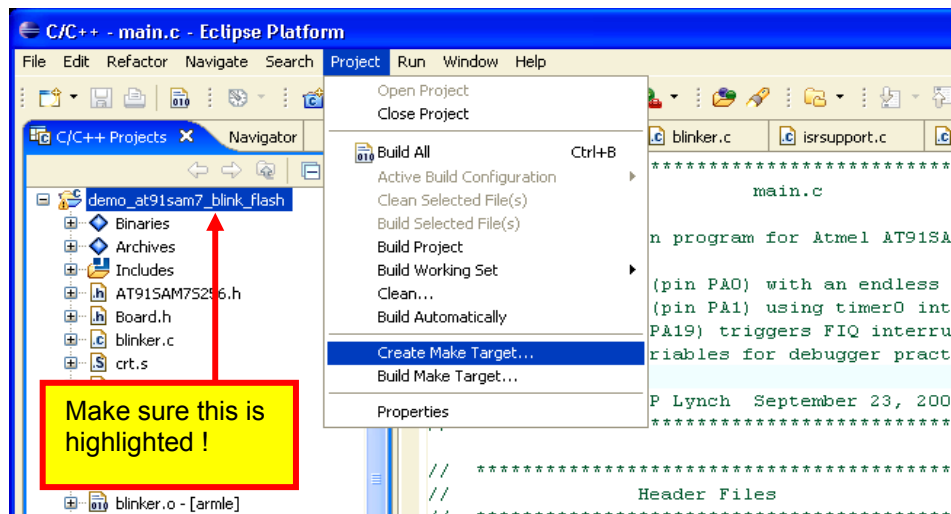 C/C++ - main.c - Eclipse Platform
File Edit Refactor Navigate Search Project Run Window Help
C/C++ Projects
Navigator
blinker.c
isrsupport.c
demo_at91sam7_blink_flash
Binaries
Archives
Includes
AT91SAM7S256.h
Board.h
blinker.c
crt.s
blinker.o - [armle]
Make sure this is
highlighted !
Open Project
Close Project
Build All Ctrl+B
Active Build Configuration
Clean Selected File(s)
Build Selected File(s)
Build Project
Build Working Set
Clean...
Build Automatically
Create Make Target...
Build Make Target...
Properties
**************************
main.c
n program for Atmel AT91SA
(pin PA0) with an endless
(pin PA1) using timer0 int
PA19) triggers FIQ interru
riables for debugger pract
P Lynch September 23, 200
**************************
// *****************************************
// Header Files